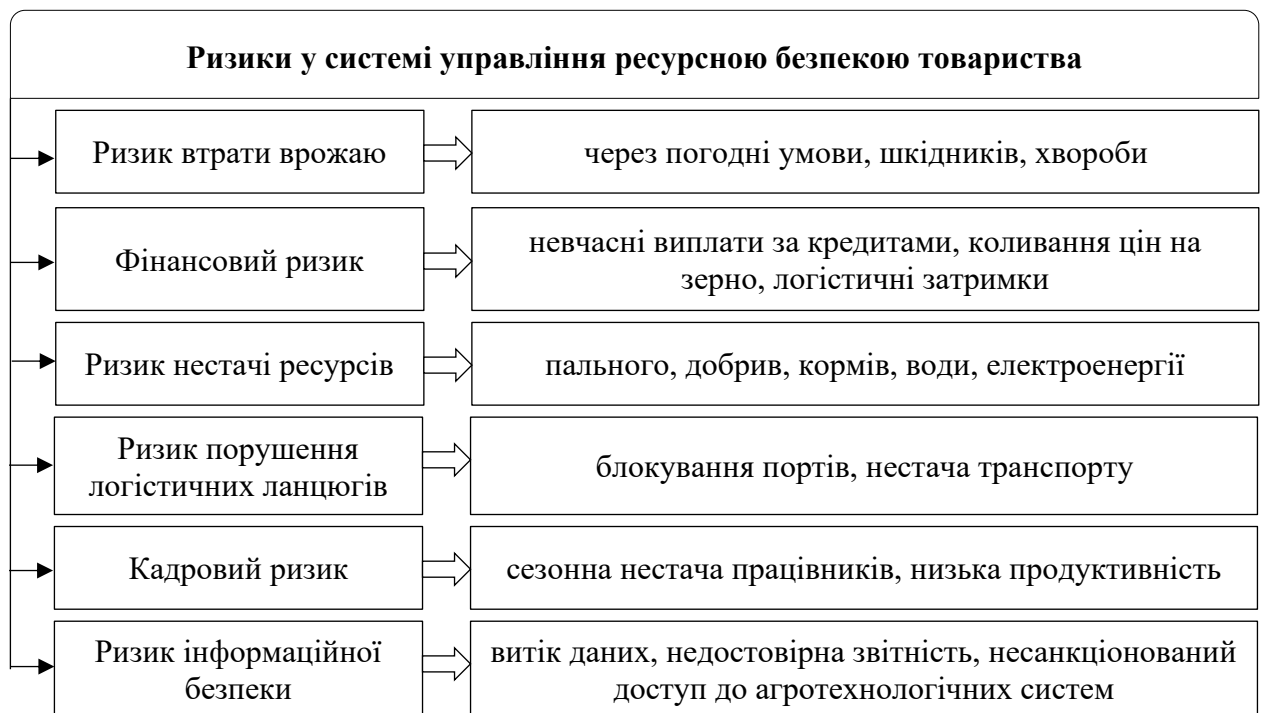 Ризики у системі управління ресурсною безпекою товариства
Ризик втрати врожаю
через погодні умови, шкідників, хвороби
Фінансовий ризик
невчасні виплати за кредитами, коливання цін на
зерно, логістичні затримки
Ризик нестачі ресурсів
пального, добрив, кормів, води, електроенергії
Ризик порушення
логістичних ланцюгів
блокування портів, нестача транспорту
Кадровий ризик
сезонна нестача працівників, низька продуктивність
Ризик інформаційної
безпеки
витік даних, недостовірна звітність, несанкціонований
доступ до агротехнологічних систем